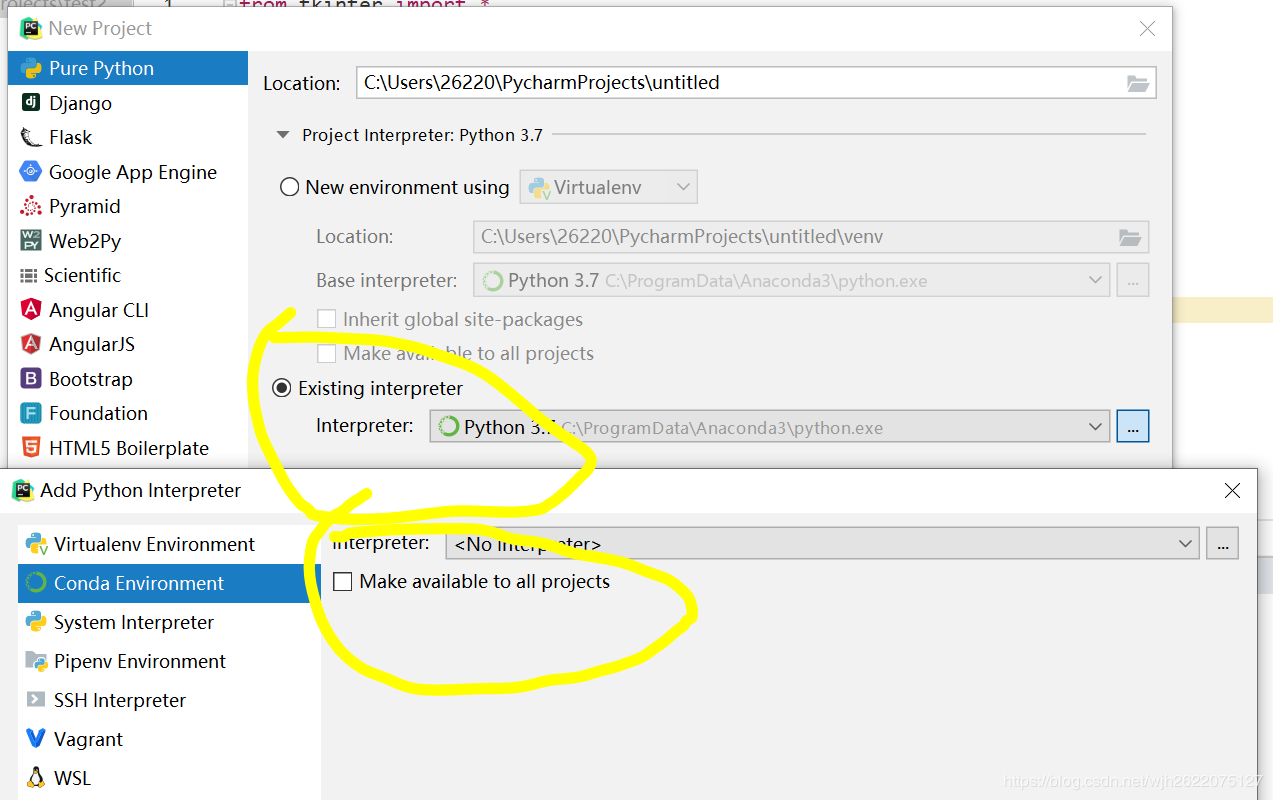 rojects\test2 1 from tkinter import *
New Project
Pure Python
Django
Flask
Google App Engine
Pyramid
Web2Py
Scientific
Angular CLI
AngularJS
Bootstrap
Foundation
HTML5 Boilerplate
Location: C:\Users\26220\PycharmProjects\untitled
Project Interpreter: Python 3.7
New environment using Virtualenv
Location: C:\Users\26220\PycharmProjects\untitled\venv
Base interpreter: Python 3.7 C:\ProgramData\Anaconda3\python.exe ...
Inherit global site-packages
Make available to all projects
Existing interpreter
Interpreter: Python 3.7 C:\ProgramData\Anaconda3\python.exe ...
Add Python Interpreter
Virtualenv Environment
Conda Environment
System Interpreter
Pipenv Environment
SSH Interpreter
Vagrant
WSL
Interpreter: <No interpreter> ...
Make available to all projects
https://blog.csdn.net/wjh2622075127